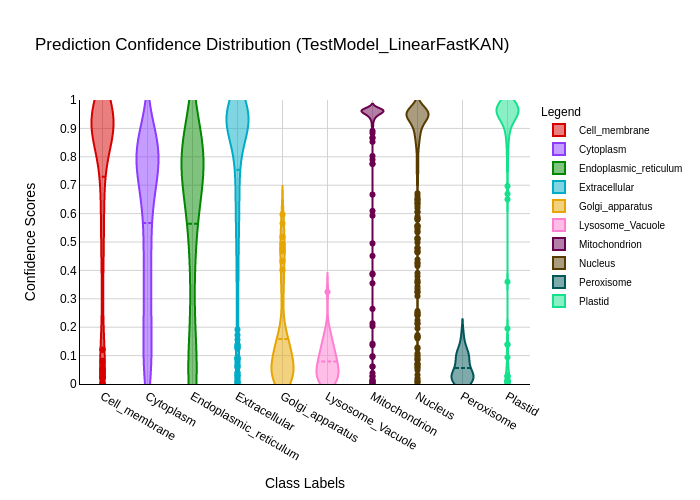 Prediction Confidence Distribution (TestModel_LinearFastKAN)
Legend
Cell_membrane
Cytoplasm
Endoplasmic_reticulum
Extracellular
Golgi_apparatus
Lysosome_Vacuole
Mitochondrion
Nucleus
Peroxisome
Plastid
Confidence Scores
1
0.9
0.8
0.7
0.6
0.5
0.4
0.3
0.2
0.1
0
Cell_membrane
Cytoplasm
Endoplasmic_reticulum
Extracellular
Golgi_apparatus
Lysosome_Vacuole
Mitochondrion
Nucleus
Peroxisome
Plastid
Class Labels